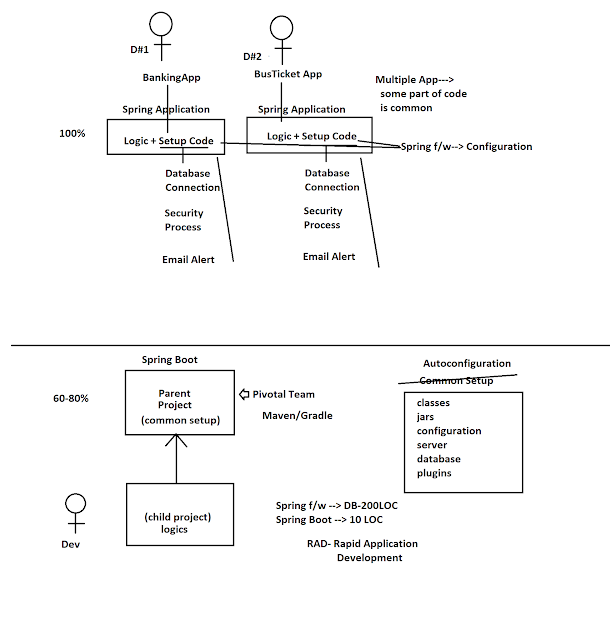 D#1
D#2
BankingApp
BusTicket App
Multiple App--->
some part of code
is common
Spring Application
Spring Application
100%
Logic + Setup Code
Logic + Setup Code
Spring f/w--> Configuration
Database
Connection
Database
Connection
Security
Process
Security
Process
Email Alert
Email Alert
Spring Boot
Autoconfiguration
Common Setup
60-80%
Parent
Project
(common setup)
Pivotal Team
Maven/Gradle
classes
jars
configuration
server
database
plugins
(child project)
logics
Dev
Spring f/w --> DB-200LOC
Spring Boot --> 10 LOC
RAD- Rapid Application
Development